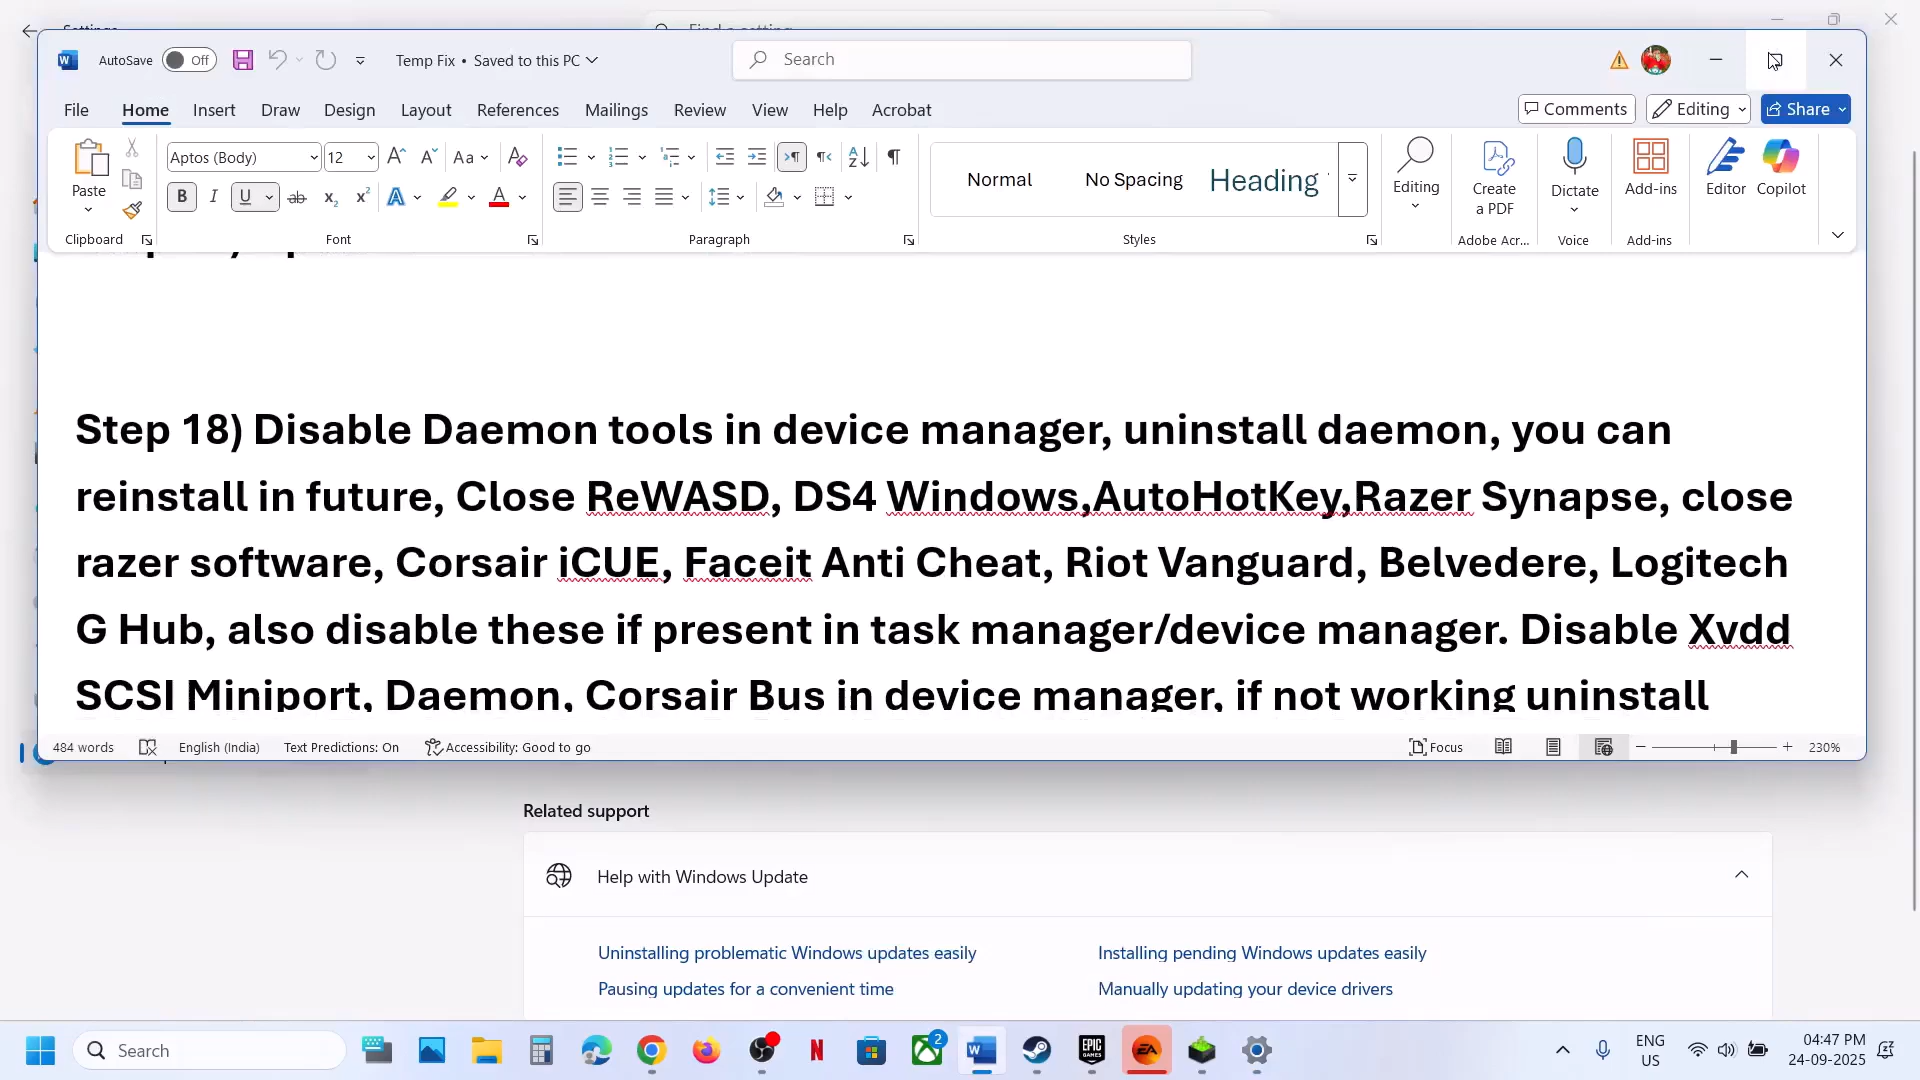 Settings
Find a setting
AutoSave
Off
Temp Fix • Saved to this PC
Search
File
Home
Insert
Draw
Design
Layout
References
Mailings
Review
View
Help
Acrobat
Comments
Editing
Share
Paste
Clipboard
Aptos (Body)
12
Font
Paragraph
Normal
No Spacing
Heading
Styles
Editing
Create
a PDF
Adobe Acr...
Dictate
Voice
Add-ins
Add-ins
Editor
Copilot
Step 18) Disable Daemon tools in device manager, uninstall daemon, you can
reinstall in future, Close ReWASD, DS4 Windows,AutoHotKey,Razer Synapse, close
razer software, Corsair iCUE, Faceit Anti Cheat, Riot Vanguard, Belvedere, Logitech
G Hub, also disable these if present in task manager/device manager. Disable Xvdd
SCSI Miniport, Daemon, Corsair Bus in device manager, if not working uninstall
484 words
English (India)
Text Predictions: On
Accessibility: Good to go
Focus
230%
Related support
Help with Windows Update
Uninstalling problematic Windows updates easily
Installing pending Windows updates easily
Pausing updates for a convenient time
Manually updating your device drivers
Search
2
ENG
US
04:47 PM
24-09-2025